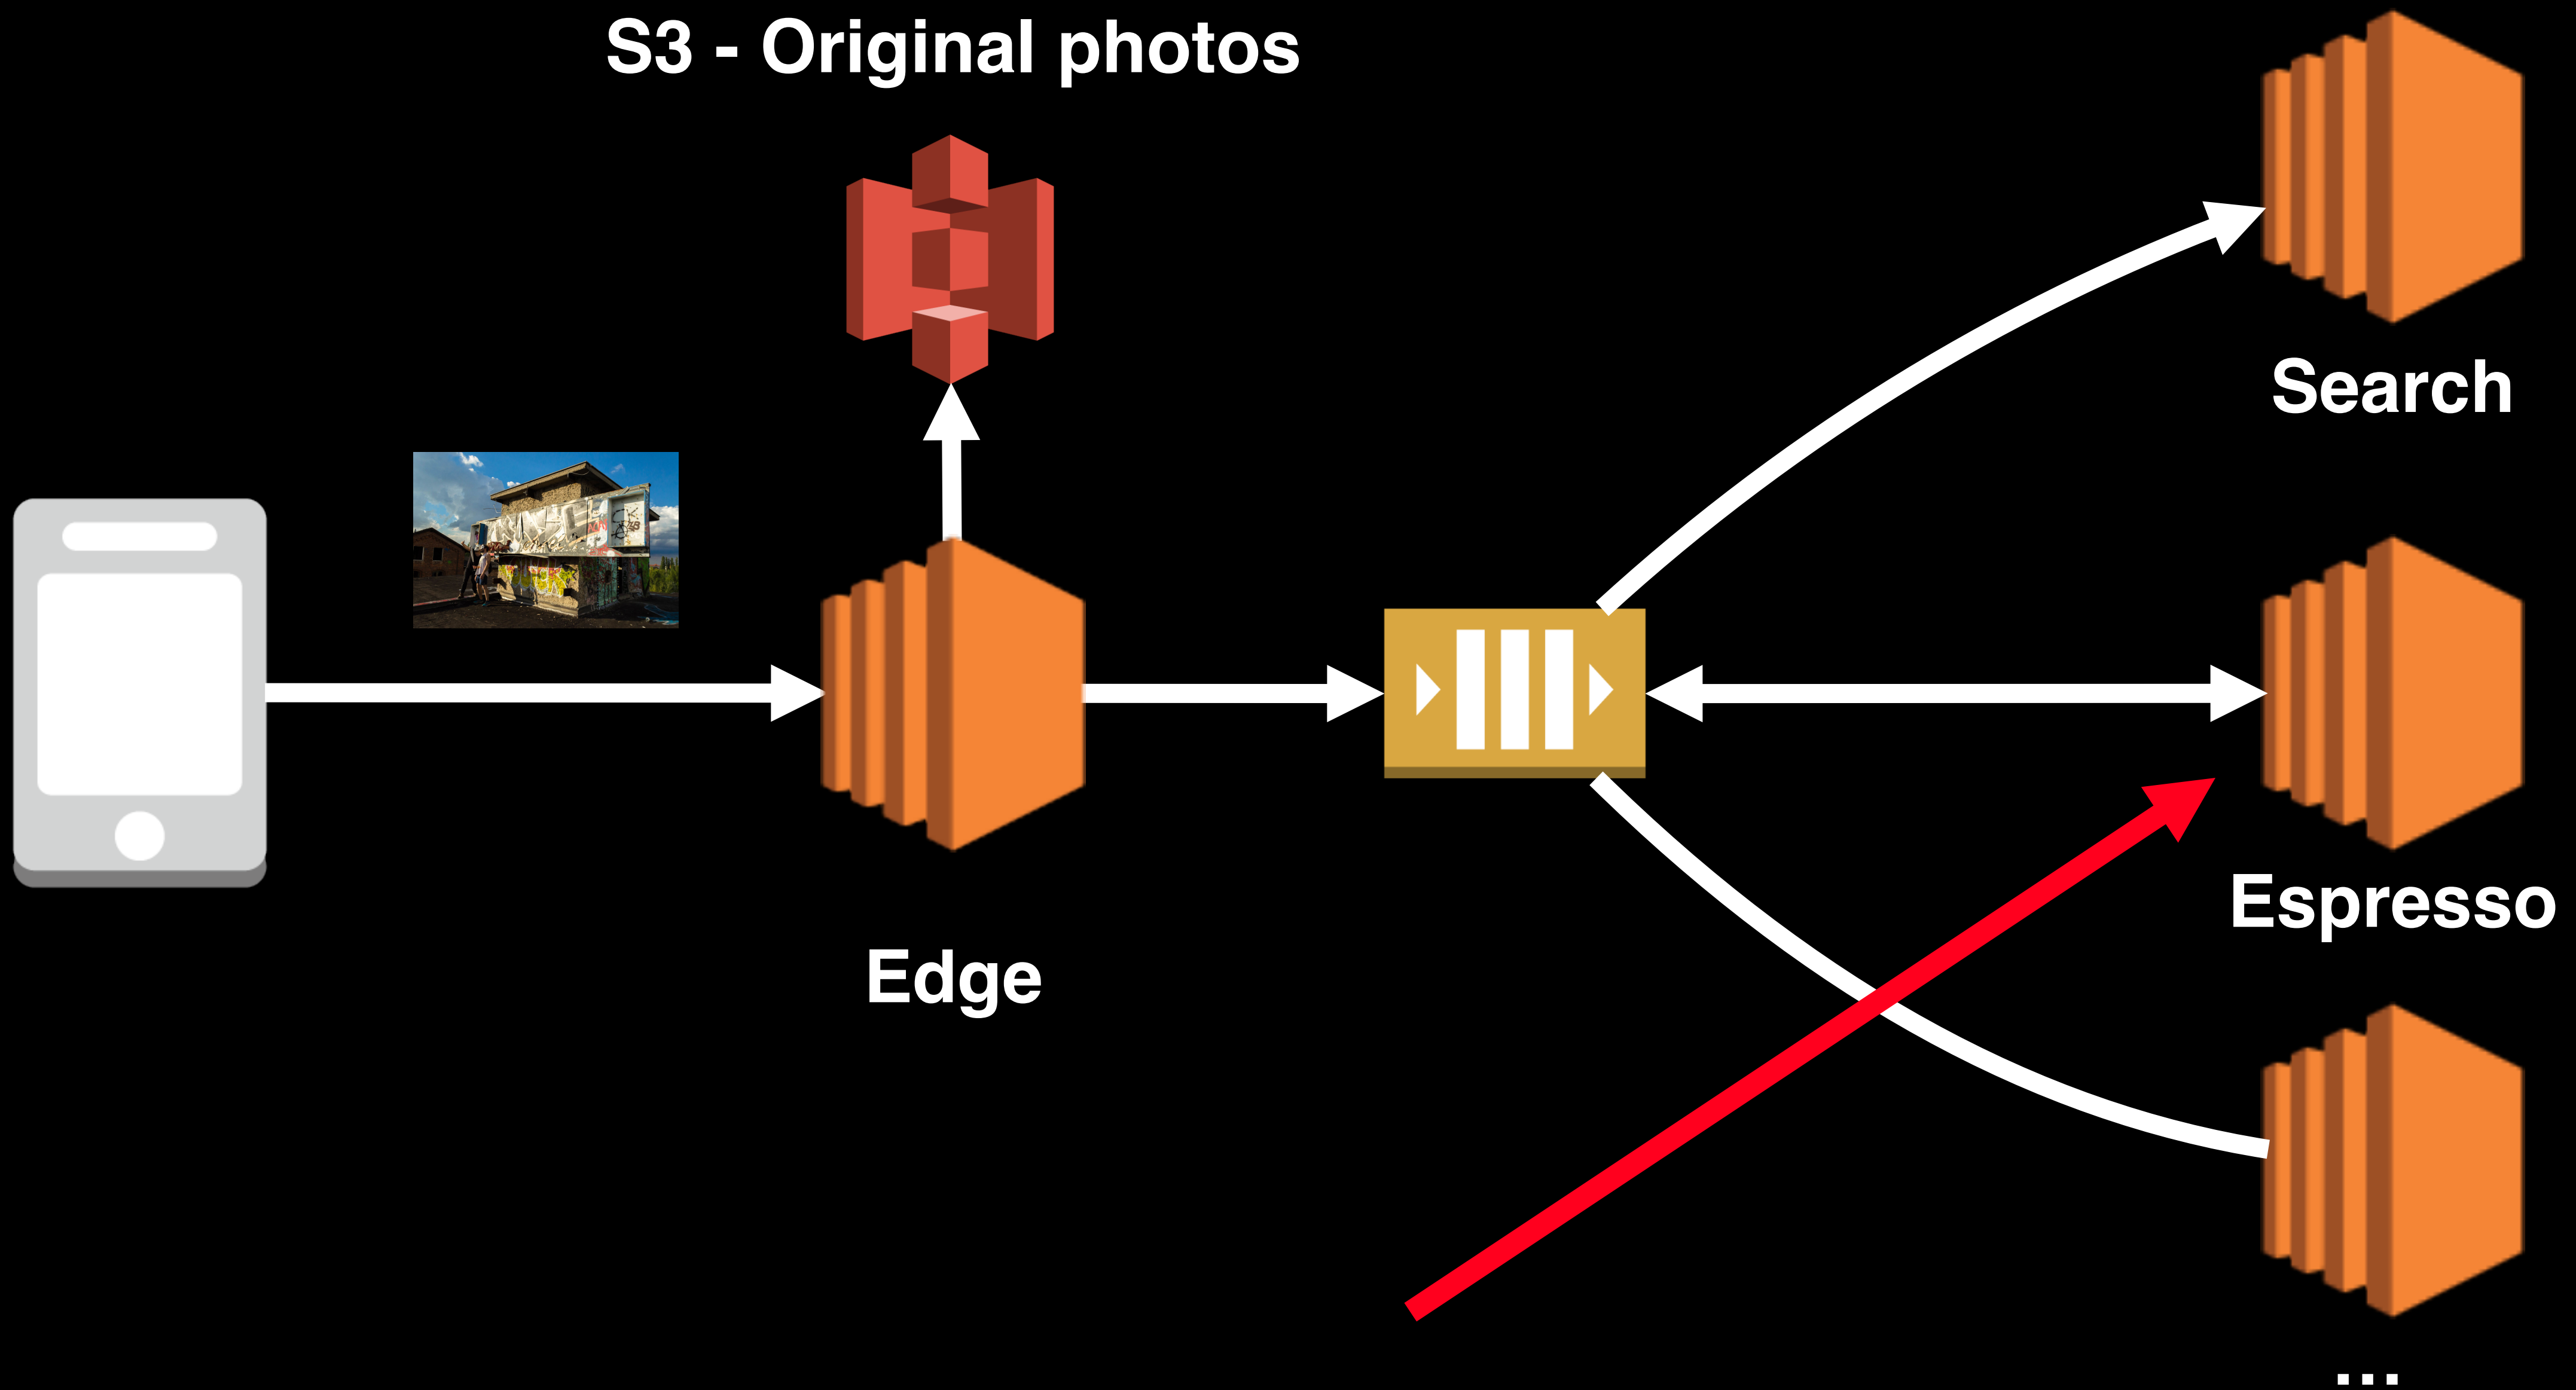 S3 - Original photos
Search
Espresso
Edge
...